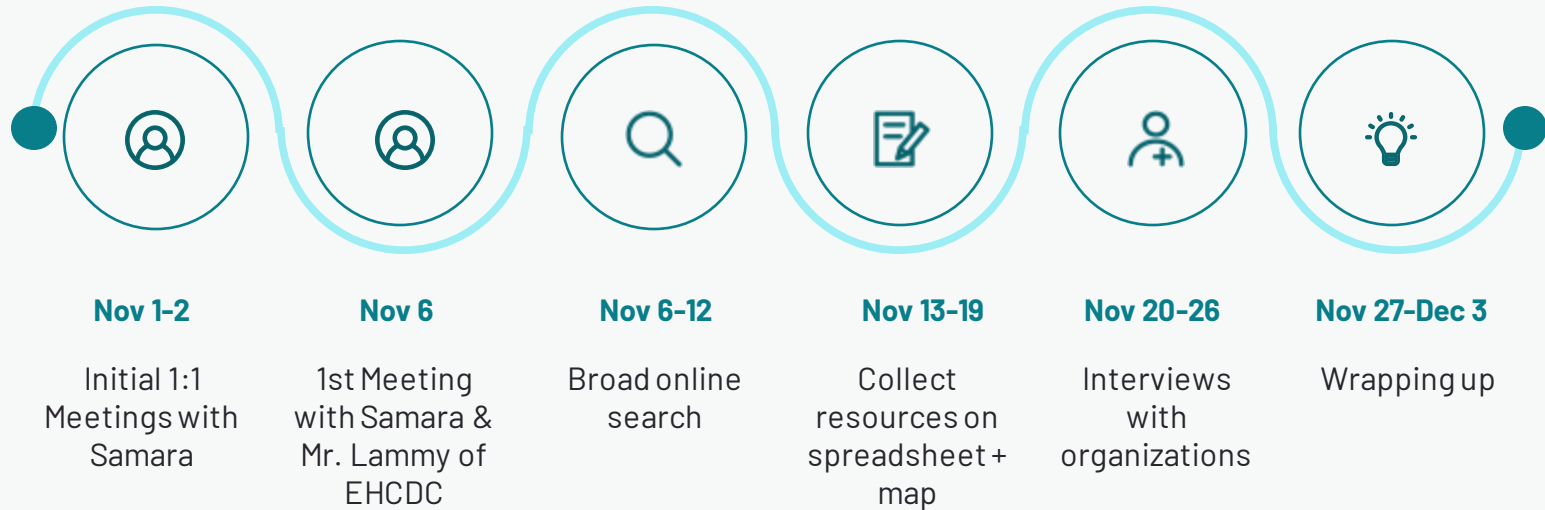 Nov 1-2
Initial 1:1
Meetings with
Samara
Nov 6
1st Meeting
with Samara &
Mr. Lammy of
EHCDC
Nov 6-12
Broad online
search
Nov 13-19
Collect
resources on
spreadsheet +
map
Nov 20-26
Interviews
with
organizations
Nov 27-Dec 3
Wrapping up